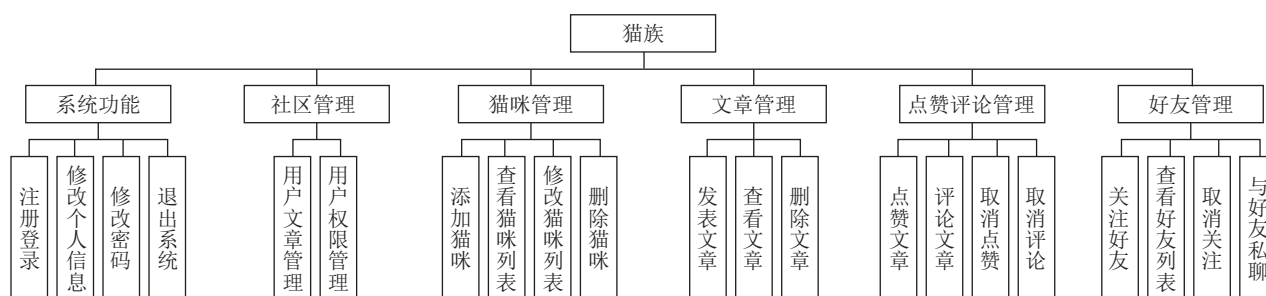 猫族
系统功能
社区管理
猫咪管理
文章管理
点赞评论管理
好友管理
注册登录
修改个人信息
修改密码
退出系统
用户文章管理
用户权限管理
添加猫咪
查看猫咪列表
修改猫咪列表
删除猫咪
发表文章
查看文章
删除文章
点赞文章
评论文章
取消点赞
取消评论
关注好友
查看好友列表
取消关注
与好友私聊